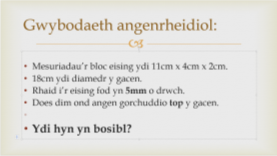 Gwybodaeth angenrheidiol:
• Mesuriadau'r bloc eising ydi 11cm x 4cm x 2cm.
• 18cm ydi diamedr y gacen.
• Rhaid i'r eising fod yn 5mm o drwch.
• Does dim ond angen gorchuddio top y gacen.
• Ydi hyn yn bosibl?